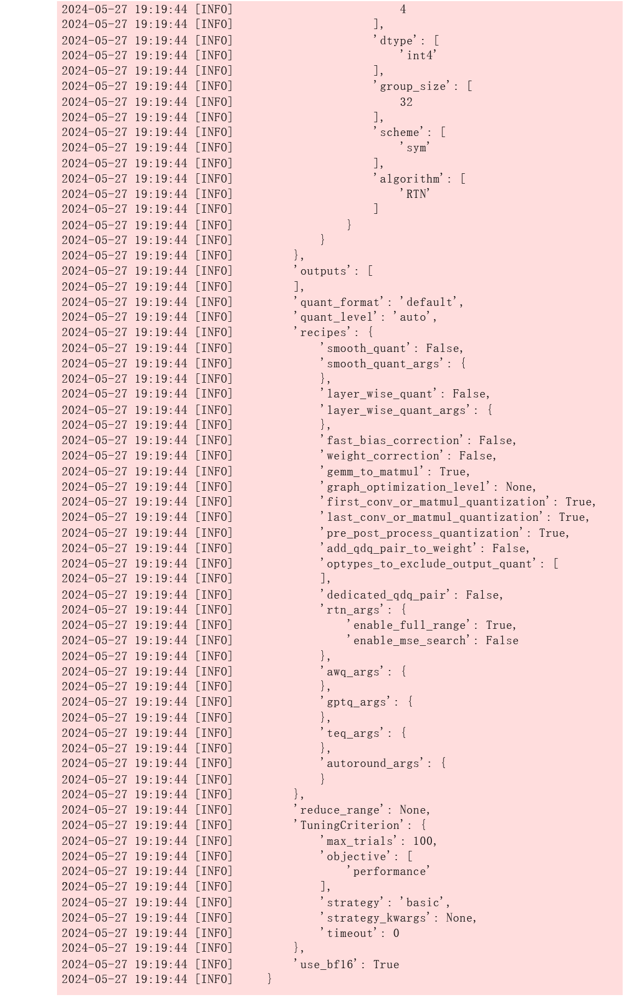 2024-05-27 19:19:44 [INFO]                     4
2024-05-27 19:19:44 [INFO]                 ],
2024-05-27 19:19:44 [INFO]                 'dtype': [
2024-05-27 19:19:44 [INFO]                     'int4'
2024-05-27 19:19:44 [INFO]                 ],
2024-05-27 19:19:44 [INFO]                 'group_size': [
2024-05-27 19:19:44 [INFO]                     32
2024-05-27 19:19:44 [INFO]                 ],
2024-05-27 19:19:44 [INFO]                 'scheme': [
2024-05-27 19:19:44 [INFO]                     'sym'
2024-05-27 19:19:44 [INFO]                 ],
2024-05-27 19:19:44 [INFO]                 'algorithm': [
2024-05-27 19:19:44 [INFO]                     'RTN'
2024-05-27 19:19:44 [INFO]                 ]
2024-05-27 19:19:44 [INFO]             }
2024-05-27 19:19:44 [INFO]         }
2024-05-27 19:19:44 [INFO]     },
2024-05-27 19:19:44 [INFO]     'outputs': [
2024-05-27 19:19:44 [INFO]     ],
2024-05-27 19:19:44 [INFO]     'quant_format': 'default',
2024-05-27 19:19:44 [INFO]     'quant_level': 'auto',
2024-05-27 19:19:44 [INFO]     'recipes': {
2024-05-27 19:19:44 [INFO]         'smooth_quant': False,
2024-05-27 19:19:44 [INFO]         'smooth_quant_args': {
2024-05-27 19:19:44 [INFO]         },
2024-05-27 19:19:44 [INFO]         'layer_wise_quant': False,
2024-05-27 19:19:44 [INFO]         'layer_wise_quant_args': {
2024-05-27 19:19:44 [INFO]         },
2024-05-27 19:19:44 [INFO]         'fast_bias_correction': False,
2024-05-27 19:19:44 [INFO]         'weight_correction': False,
2024-05-27 19:19:44 [INFO]         'gemm_to_matmul': True,
2024-05-27 19:19:44 [INFO]         'graph_optimization_level': None,
2024-05-27 19:19:44 [INFO]         'first_conv_or_matmul_quantization': True,
2024-05-27 19:19:44 [INFO]         'last_conv_or_matmul_quantization': True,
2024-05-27 19:19:44 [INFO]         'pre_post_process_quantization': True,
2024-05-27 19:19:44 [INFO]         'add_qdq_pair_to_weight': False,
2024-05-27 19:19:44 [INFO]         'optypes_to_exclude_output_quant': [
2024-05-27 19:19:44 [INFO]         ],
2024-05-27 19:19:44 [INFO]         'dedicated_qdq_pair': False,
2024-05-27 19:19:44 [INFO]         'rtn_args': {
2024-05-27 19:19:44 [INFO]             'enable_full_range': True,
2024-05-27 19:19:44 [INFO]             'enable_mse_search': False
2024-05-27 19:19:44 [INFO]         },
2024-05-27 19:19:44 [INFO]         'awq_args': {
2024-05-27 19:19:44 [INFO]         },
2024-05-27 19:19:44 [INFO]         'gptq_args': {
2024-05-27 19:19:44 [INFO]         },
2024-05-27 19:19:44 [INFO]         'teq_args': {
2024-05-27 19:19:44 [INFO]         },
2024-05-27 19:19:44 [INFO]         'autoround_args': {
2024-05-27 19:19:44 [INFO]         }
2024-05-27 19:19:44 [INFO]     },
2024-05-27 19:19:44 [INFO]     'reduce_range': None,
2024-05-27 19:19:44 [INFO]     'TuningCriterion': {
2024-05-27 19:19:44 [INFO]         'max_trials': 100,
2024-05-27 19:19:44 [INFO]         'objective': [
2024-05-27 19:19:44 [INFO]             'performance'
2024-05-27 19:19:44 [INFO]         ],
2024-05-27 19:19:44 [INFO]         'strategy': 'basic',
2024-05-27 19:19:44 [INFO]         'strategy_kwargs': None,
2024-05-27 19:19:44 [INFO]         'timeout': 0
2024-05-27 19:19:44 [INFO]     },
2024-05-27 19:19:44 [INFO]     'use_bf16': True
2024-05-27 19:19:44 [INFO] }